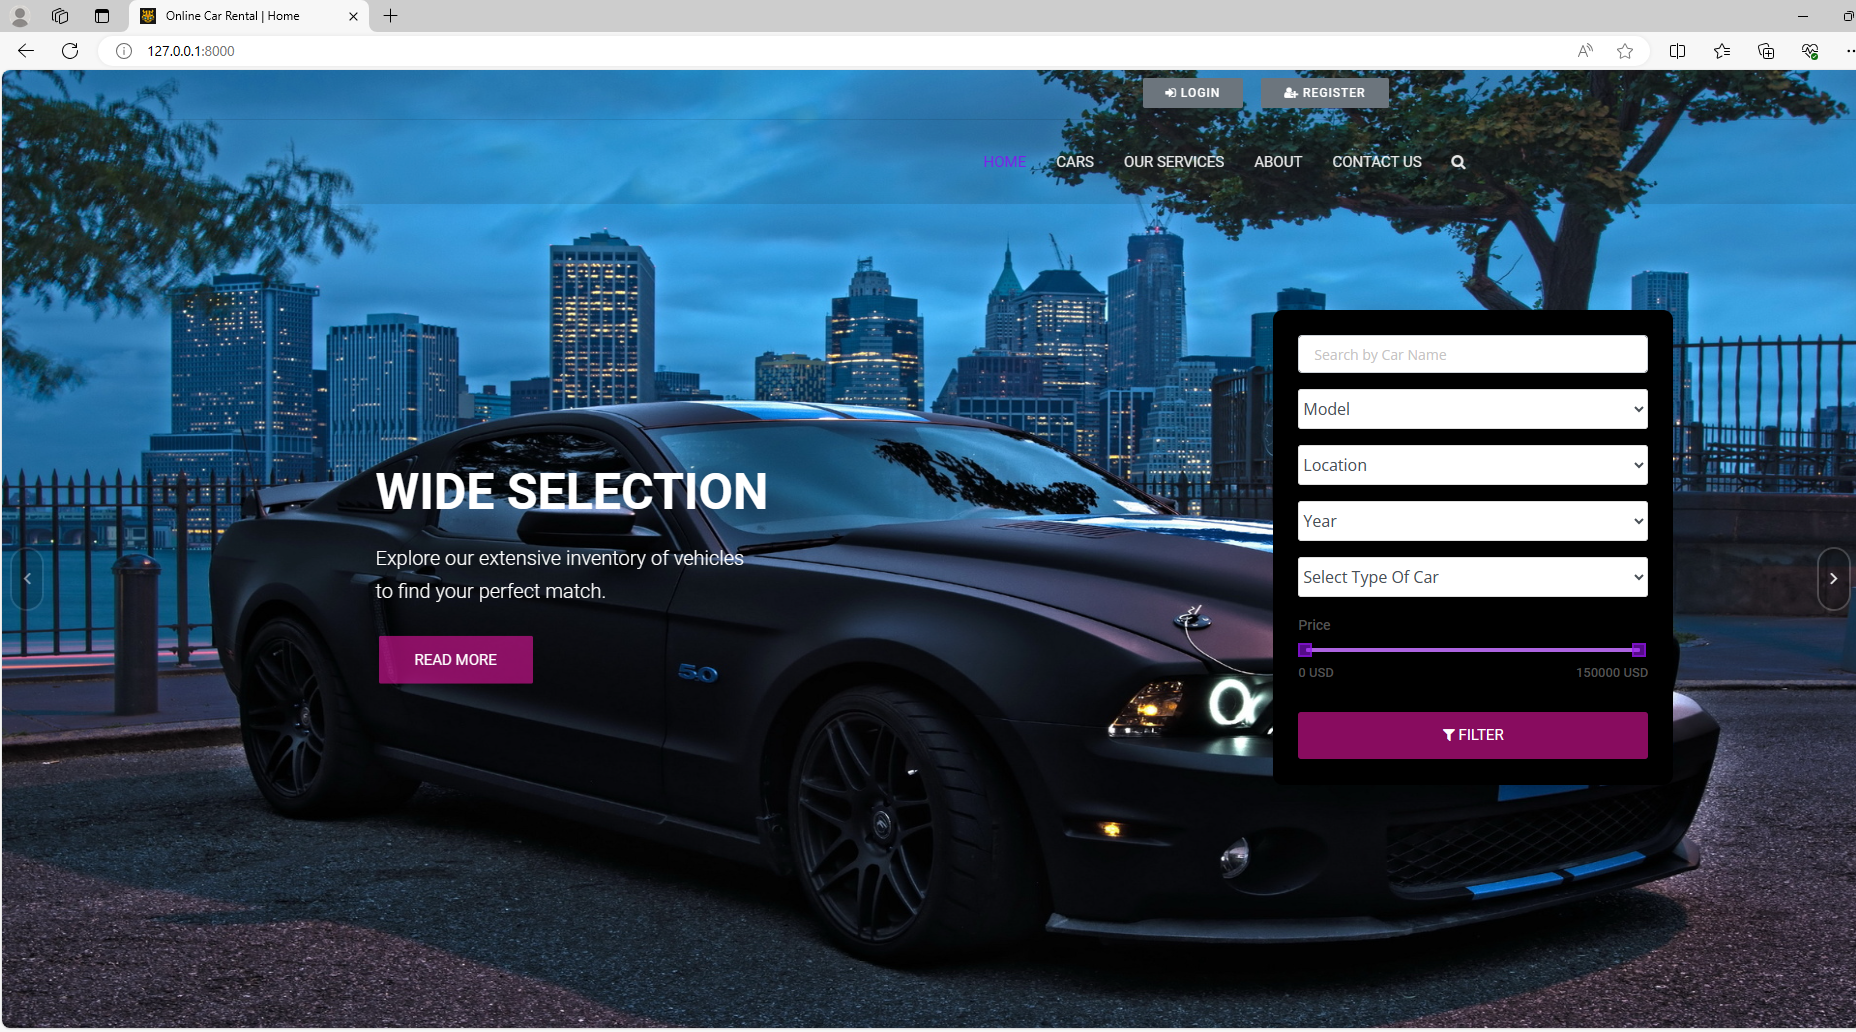 Online Car Rental | Home
127.0.0.1:8000
LOGIN
REGISTER
HOME
CARS
OUR SERVICES
ABOUT
CONTACT US
Search by Car Name
Model
Location
Year
Select Type Of Car
Price
0 USD
150000 USD
FILTER
WIDE SELECTION
Explore our extensive inventory of vehicles
to find your perfect match.
READ MORE
5.0